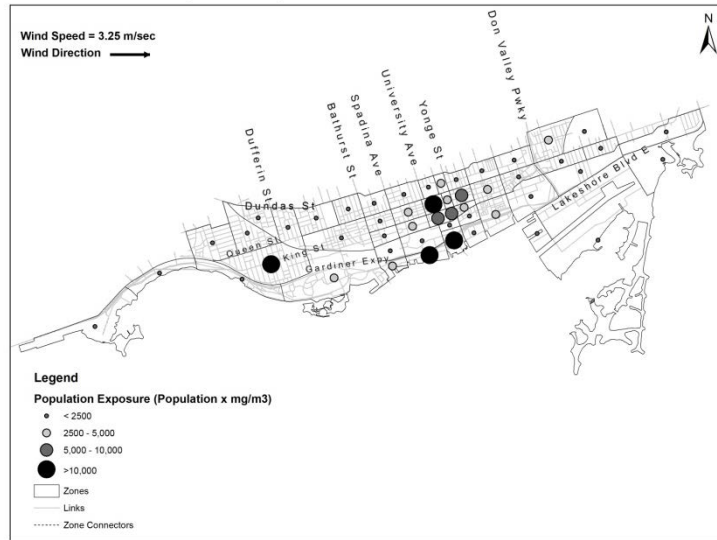 Wind Speed = 3.25 m/sec
Wind Direction
N
Don Valley Pwky
University Ave
Yonge St
Spadina Ave
Bathurst St
Dufferin St
Dundas St
Queen St
King St
Gardiner Expy
Lakeshore Blvd E
Legend
Population Exposure (Population x mg/m3)
< 2500
2500 - 5,000
5,000 - 10,000
>10,000
Zones
Links
Zone Connectors